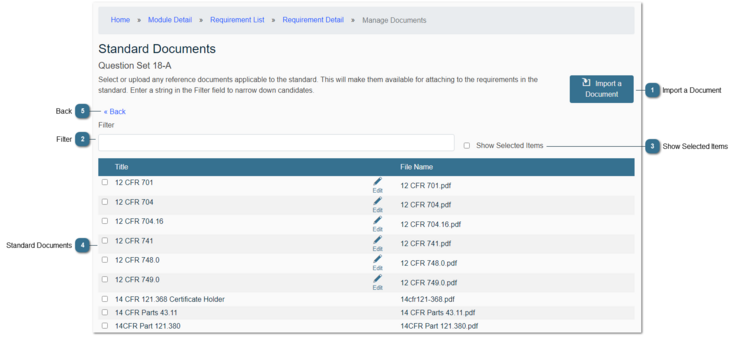 Home » Module Detail » Requirement List » Requirement Detail » Manage Documents
Standard Documents
Question Set 18-A
Select or upload any reference documents applicable to the standard. This will make them available for attaching to the requirements in the
standard. Enter a string in the Filter field to narrow down candidates.
Import a
Document
1 Import a Document
Back 5
« Back
Filter
Filter 2
Show Selected Items
3 Show Selected Items
Title File Name
12 CFR 701 Edit 12 CFR 701.pdf
12 CFR 704 Edit 12 CFR 704.pdf
12 CFR 704.16 Edit 12 CFR 704.16.pdf
Standard Documents 4
12 CFR 741 Edit 12 CFR 741.pdf
12 CFR 748.0 Edit 12 CFR 748.0.pdf
12 CFR 749.0 Edit 12 CFR 749.0.pdf
14 CFR 121.368 Certificate Holder 14cfr121-368.pdf
14 CFR Parts 43.11 14 CFR Parts 43.11.pdf
14CFR Part 121.380 14CFR Part 121.380.pdf